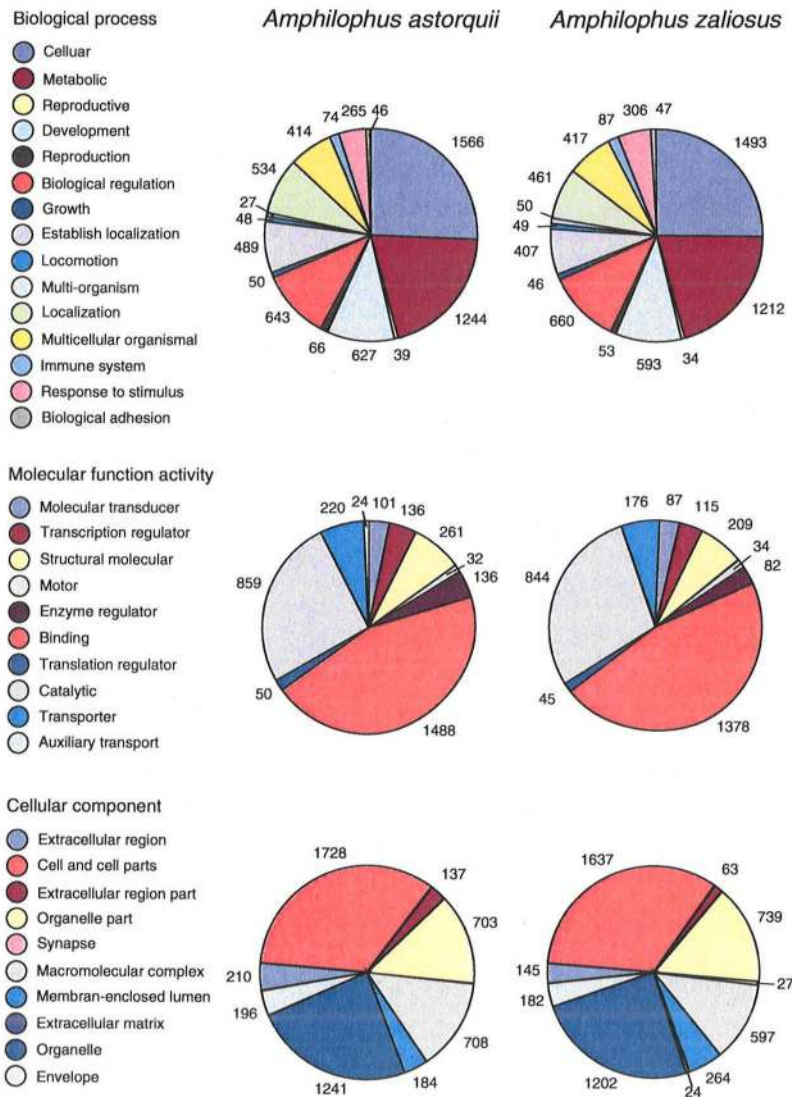 Biological process
Amphilophus astorquii
Amphilophus zaliosus
Celluar
Metabolic
Reproductive
Development
Reproduction
Biological regulation
Growth
Establish localization
Locomotion
Multi-organism
Localization
Multicellular organismal
Immune system
Response to stimulus
Biological adhesion
46
265
74
414
534
27
48
489
50
643
66
627
39
1244
1566
47
306
87
417
461
50
49
407
46
660
53
593
34
1212
1493
Molecular function activity
Molecular transducer
Transcription regulator
Structural molecular
Motor
Enzyme regulator
Binding
Translation regulator
Catalytic
Transporter
Auxiliary transport
24
101
136
220
261
32
136
859
50
1488
176
87
115
209
34
82
844
45
1378
Cellular component
Extracellular region
Cell and cell parts
Extracellular region part
Organelle part
Synapse
Macromolecular complex
Membran-enclosed lumen
Extracellular matrix
Organelle
Envelope
1728
137
703
210
196
708
1241
184
1637
63
739
145
27
182
597
1202
264
24